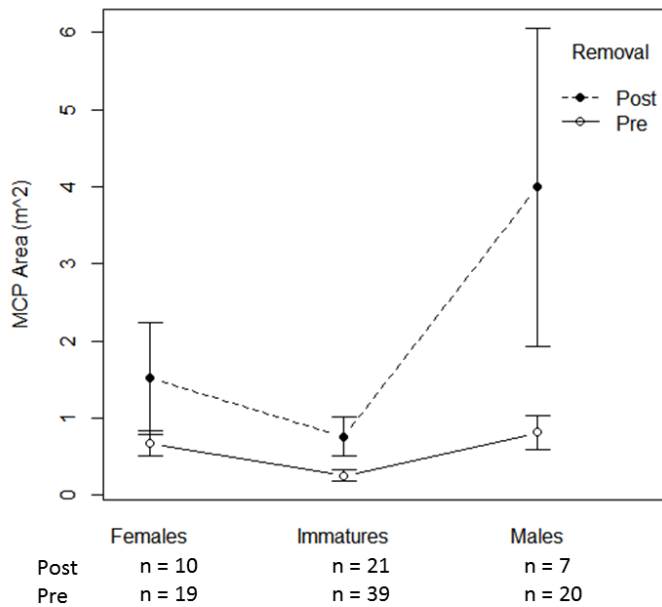 6
5
4
3
2
1
0
MCP Area (m^2)
Removal
Post
Pre
Females Immatures Males
Post n = 10 n = 21 n = 7
Pre n = 19 n = 39 n = 20